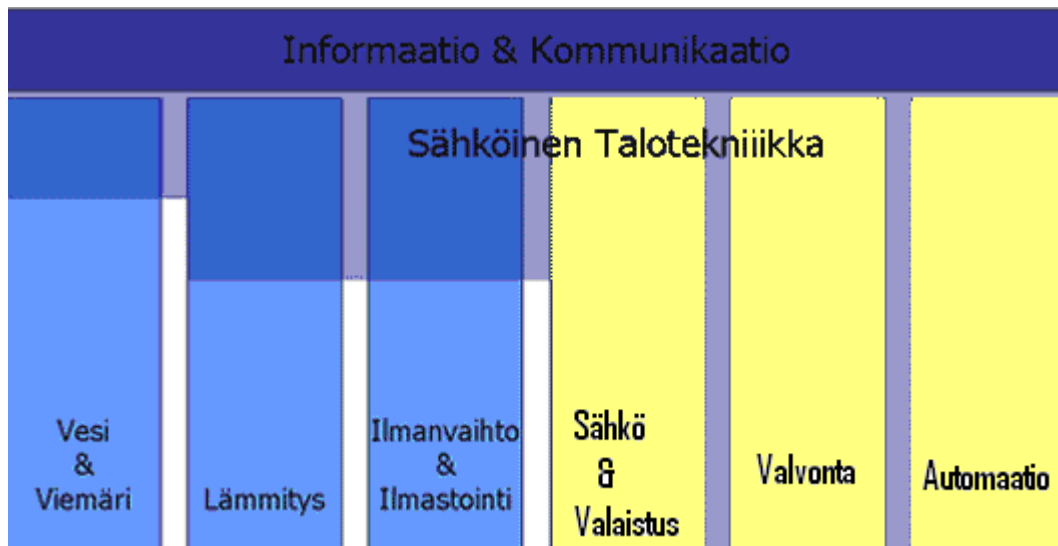 Informaatio & Kommunikaatio
Sähköinen Talotekniiikka
Vesi
&
Viemäri
Lämmitys
Ilmanvaihto
&
Ilmastointi
Sähkö
&
Valaistus
Valvonta
Automaatio